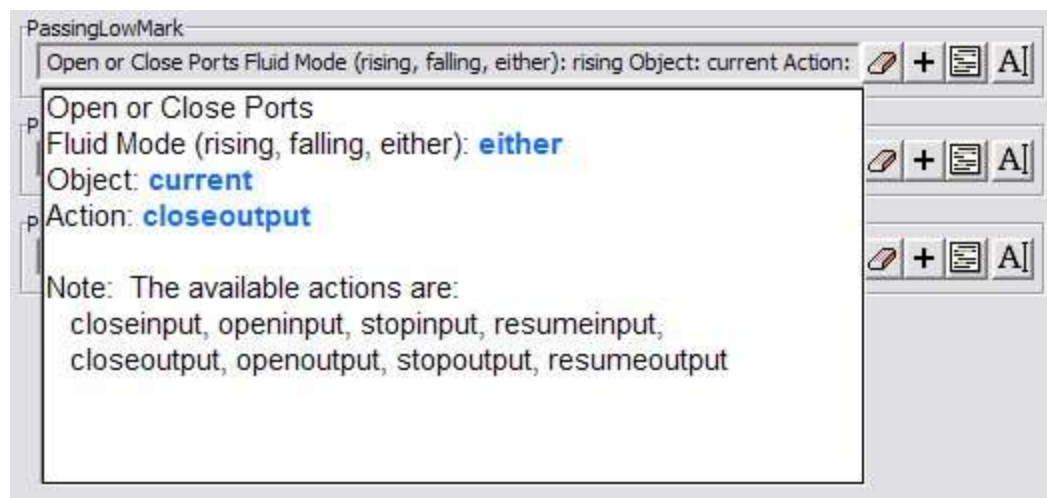 PassingLowMark
Open or Close Ports Fluid Mode (rising, falling, either): rising Object: current Action:
Open or Close Ports
Fluid Mode (rising, falling, either): either
Object: current
Action: closeoutput
Note:  The available actions are:
closeinput, openinput, stopinput, resumeinput,
closeoutput, openoutput, stopoutput, resumeoutput
P
P